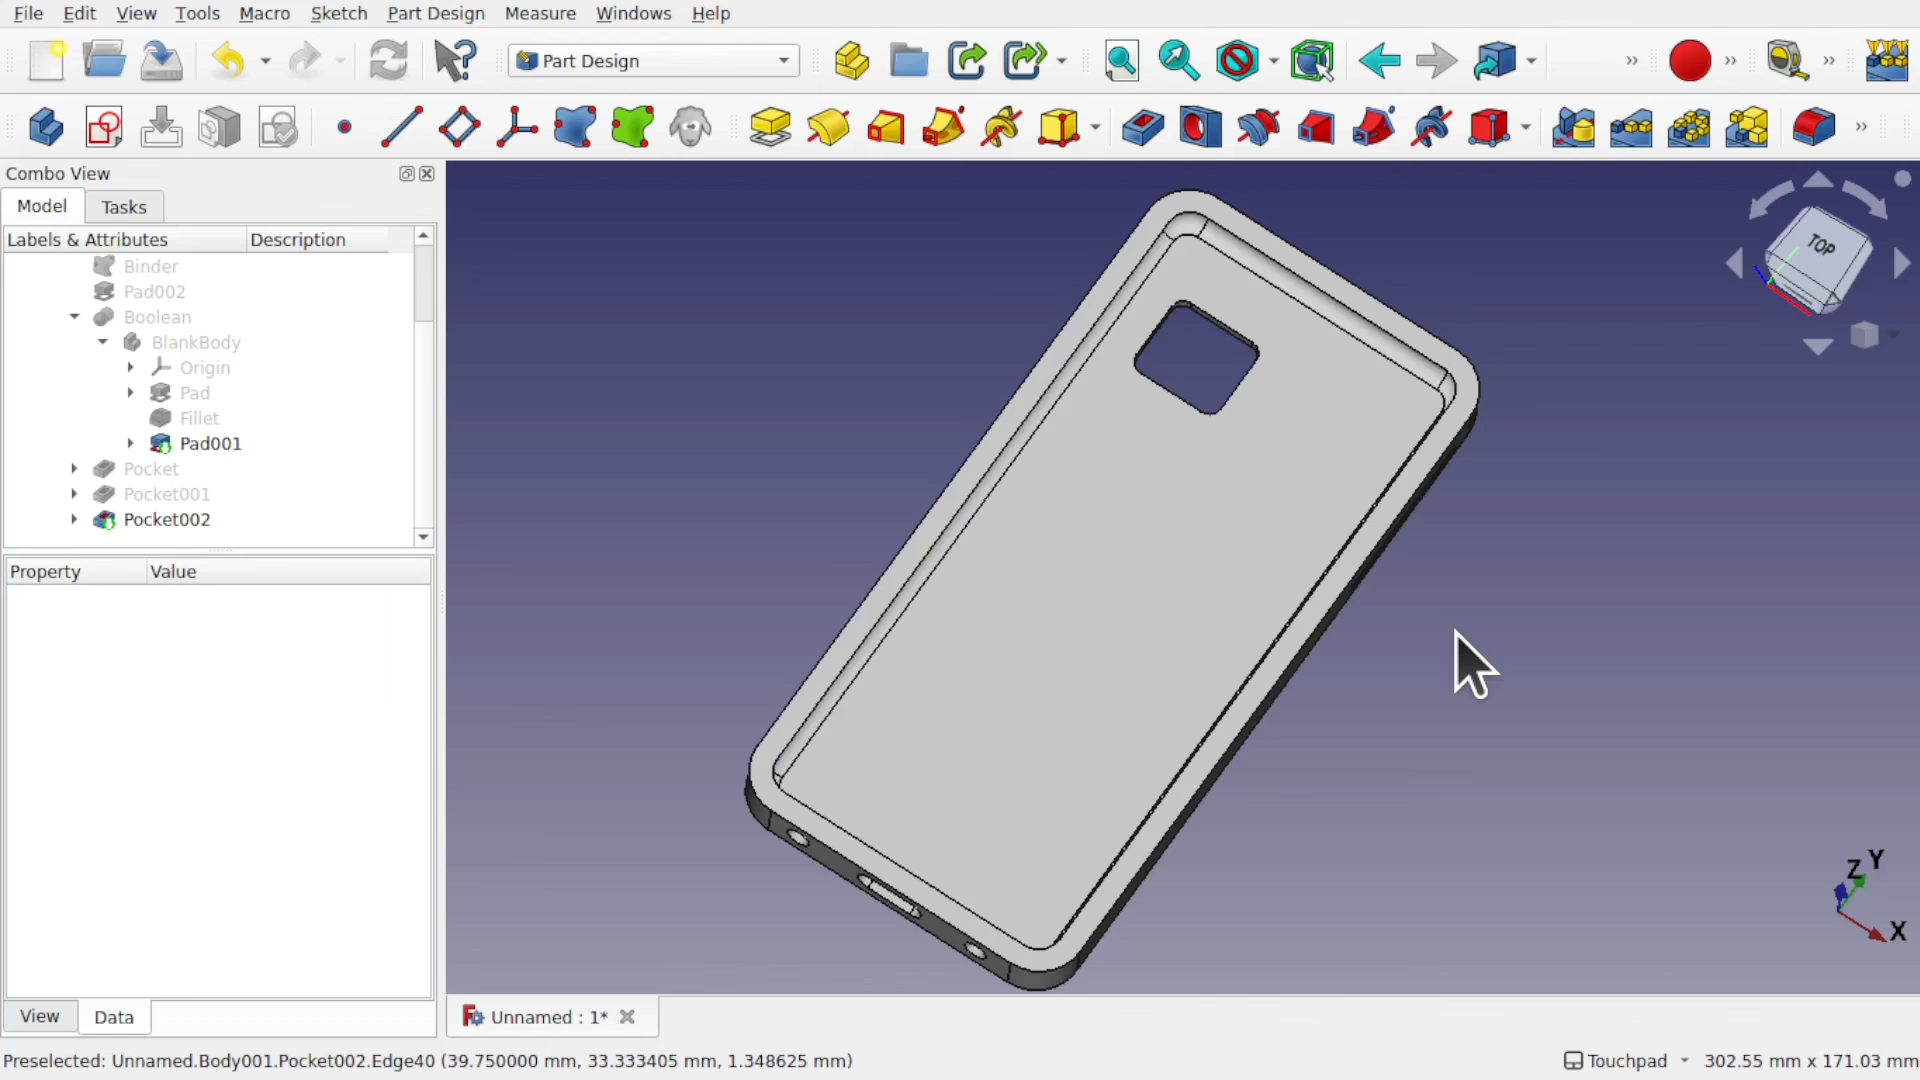 File Edit View Tools Macro Sketch Part Design Measure Windows Help
Part Design
Combo View
Model Tasks
Labels & Attributes Description
Binder
Pad002
Boolean
BlankBody
Origin
Pad
Fillet
Pad001
Pocket
Pocket001
Pocket002
Property Value
View Data
TOP
Z Y
X
Unnamed : 1*
Preselected: Unnamed.Body001.Pocket002.Edge40 (39.750000 mm, 33.333405 mm, 1.348625 mm)
Touchpad 302.55 mm x 171.03 mm